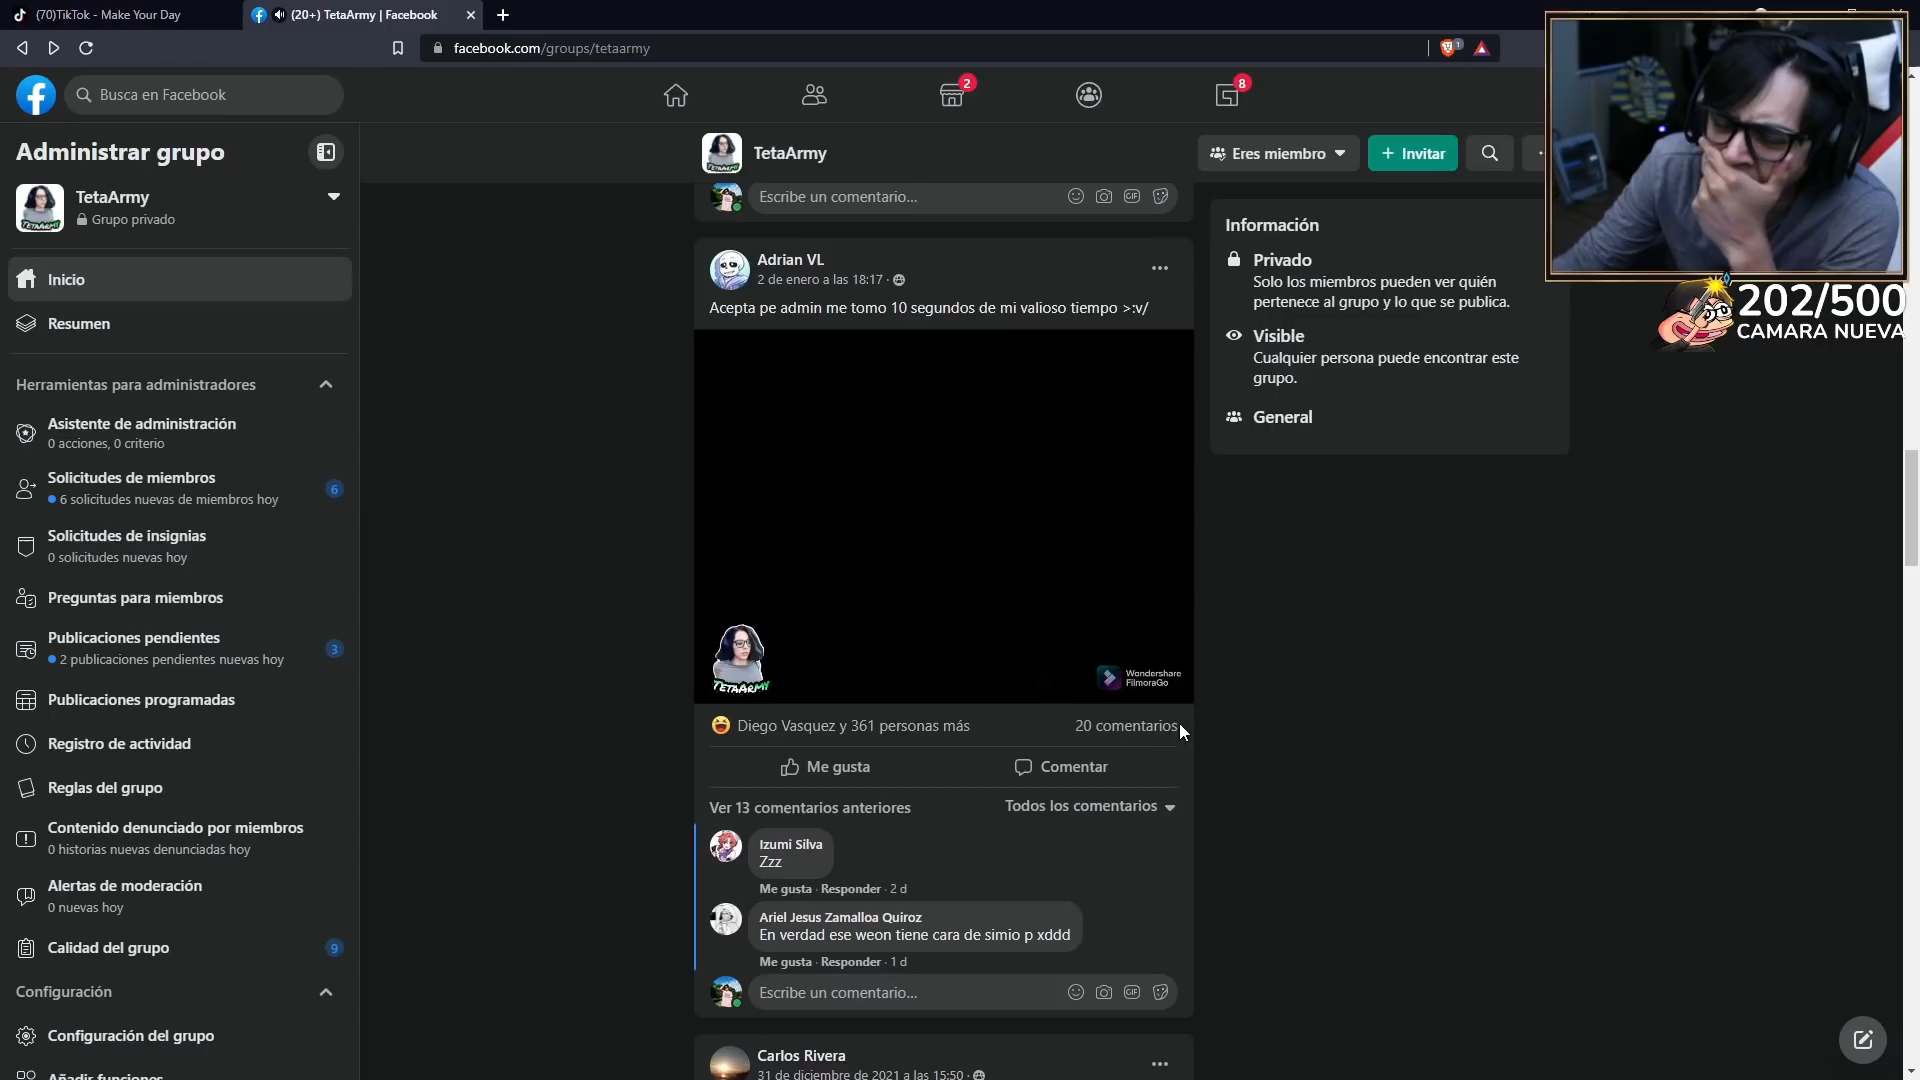 (70)TikTok - Make Your Day
(20+) TetaArmy | Facebook
facebook.com/groups/tetaarmy
1
Busca en Facebook
2
8
Administrar grupo
TetaArmy
Grupo privado
Inicio
Resumen
Herramientas para administradores
Asistente de administración
0 acciones, 0 criterio
Solicitudes de miembros
6 solicitudes nuevas de miembros hoy
6
Solicitudes de insignias
0 solicitudes nuevas hoy
Preguntas para miembros
Publicaciones pendientes
2 publicaciones pendientes nuevas hoy
3
Publicaciones programadas
Registro de actividad
Reglas del grupo
Contenido denunciado por miembros
0 historias nuevas denunciadas hoy
Alertas de moderación
0 nuevas hoy
Calidad del grupo
9
Configuración
Configuración del grupo
Añadir funciones
TetaArmy
Eres miembro
+ Invitar
Escribe un comentario...
GIF
Adrian VL
2 de enero a las 18:17 ·
Acepta pe admin me tomo 10 segundos de mi valioso tiempo >:v/
TETAARMY
Wondershare
FilmoraGo
Diego Vasquez y 361 personas más
20 comentarios
Me gusta
Comentar
Ver 13 comentarios anteriores
Todos los comentarios
Izumi Silva
Zzz
Me gusta · Responder · 2 d
Ariel Jesus Zamalloa Quiroz
En verdad ese weon tiene cara de simio p xddd
Me gusta · Responder · 1 d
Escribe un comentario...
GIF
Carlos Rivera
31 de diciembre de 2021 a las 15:50 ·
Información
Privado
Solo los miembros pueden ver quién
pertenece al grupo y lo que se publica.
Visible
Cualquier persona puede encontrar este
grupo.
General
202/500
CAMARA NUEVA